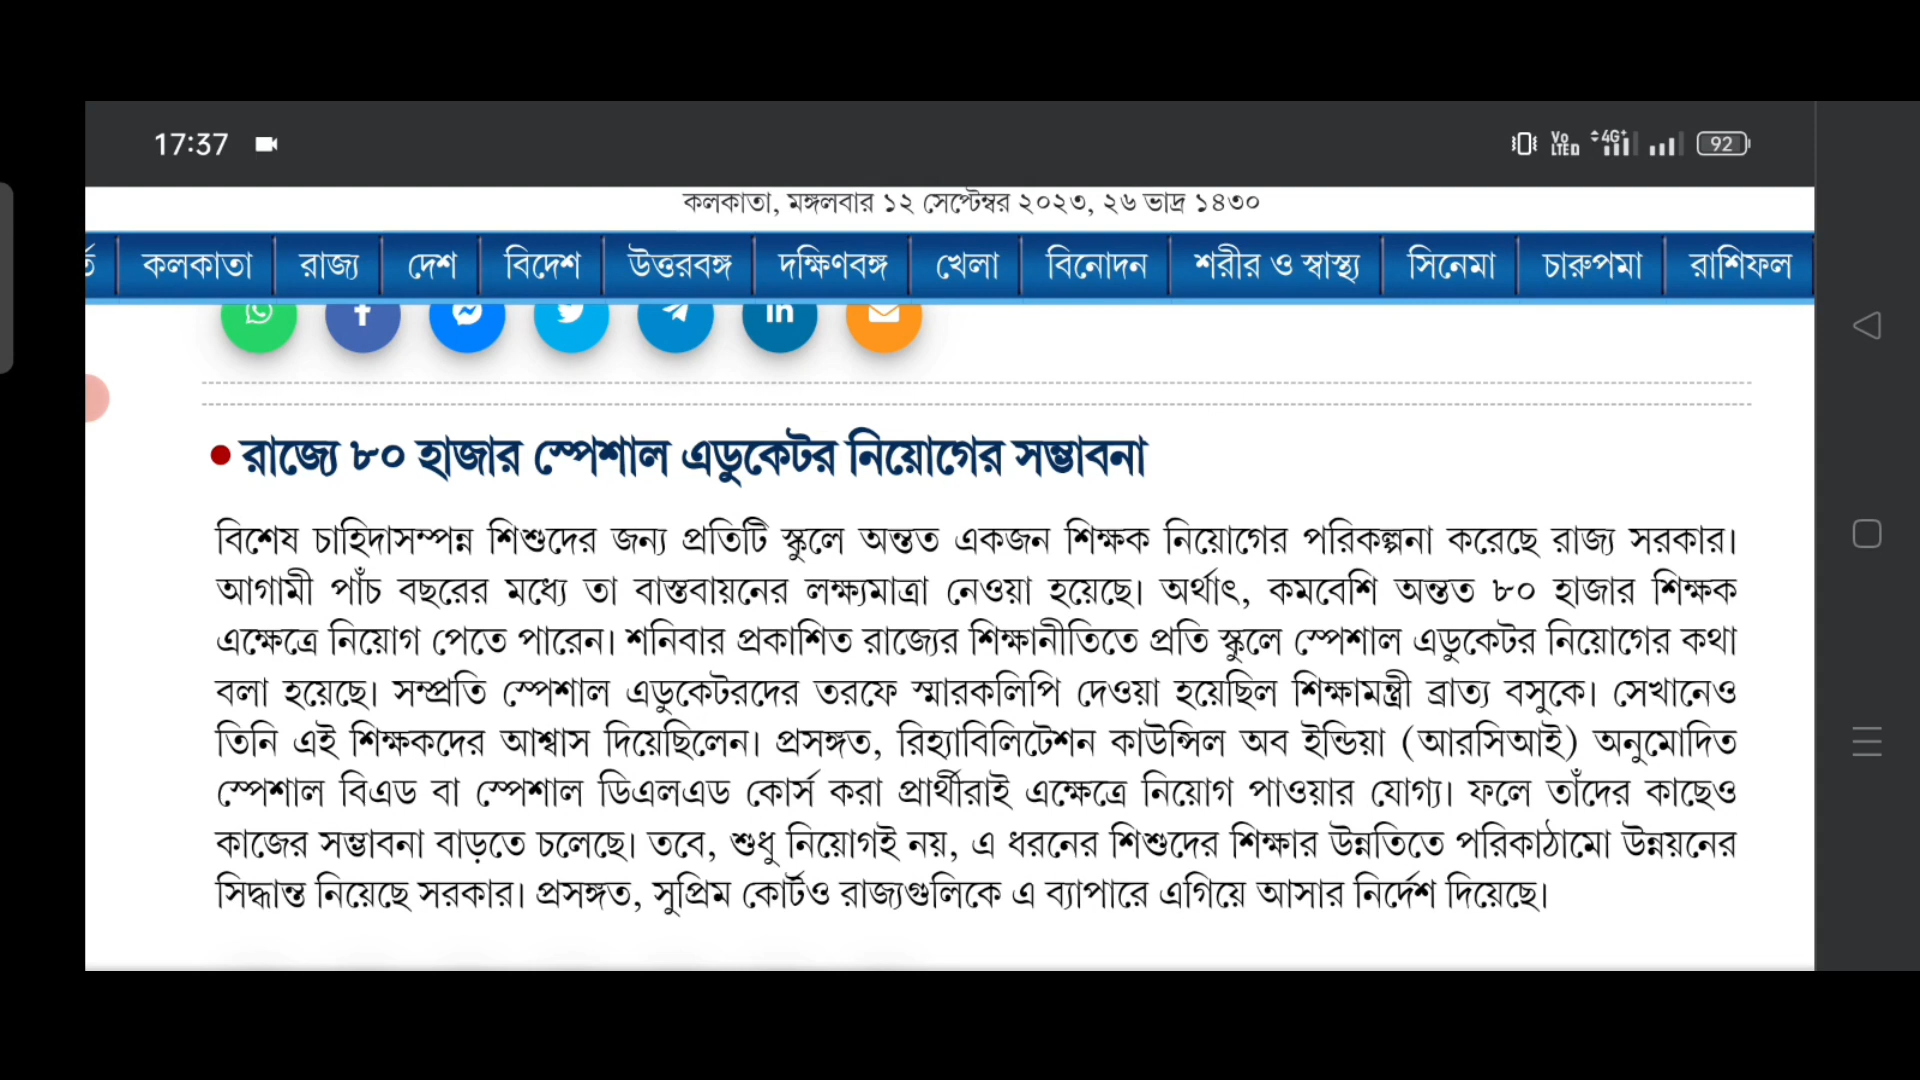 17:37
Vo LTE 4G+ 92
কলকাতা, মঙ্গলবার ১২ সেপ্টেম্বর ২০২৩, ২৬ ভাদ্র ১৪৩০
কলকাতা রাজ্য দেশ বিদেশ উত্তরবঙ্গ দক্ষিণবঙ্গ খেলা বিনোদন শরীর ও স্বাস্থ্য সিনেমা চারুপমা রাশিফল
• রাজ্যে ৮০ হাজার স্পেশাল এডুকেটর নিয়োগের সম্ভাবনা
বিশেষ চাহিদাসম্পন্ন শিশুদের জন্য প্রতিটি স্কুলে অন্তত একজন শিক্ষক নিয়োগের পরিকল্পনা করেছে রাজ্য সরকার।
আগামী পাঁচ বছরের মধ্যে তা বাস্তবায়নের লক্ষ্যমাত্রা নেওয়া হয়েছে। অর্থাৎ, কমবেশি অন্তত ৮০ হাজার শিক্ষক
এক্ষেত্রে নিয়োগ পেতে পারেন। শনিবার প্রকাশিত রাজ্যের শিক্ষানীতিতে প্রতি স্কুলে স্পেশাল এডুকেটর নিয়োগের কথা
বলা হয়েছে। সম্প্রতি স্পেশাল এডুকেটরদের তরফে স্মারকলিপি দেওয়া হয়েছিল শিক্ষামন্ত্রী ব্রাত্য বসুকে। সেখানেও
তিনি এই শিক্ষকদের আশ্বাস দিয়েছিলেন। প্রসঙ্গত, রিহ্যাবিলিটেশন কাউন্সিল অব ইন্ডিয়া (আরসিআই) অনুমোদিত
স্পেশাল বিএড বা স্পেশাল ডিএলএড কোর্স করা প্রার্থীরাই এক্ষেত্রে নিয়োগ পাওয়ার যোগ্য। ফলে তাঁদের কাছেও
কাজের সম্ভাবনা বাড়তে চলেছে। তবে, শুধু নিয়োগই নয়, এ ধরনের শিশুদের শিক্ষার উন্নতিতে পরিকাঠামো উন্নয়নের
সিদ্ধান্ত নিয়েছে সরকার। প্রসঙ্গত, সুপ্রিম কোর্টও রাজ্যগুলিকে এ ব্যাপারে এগিয়ে আসার নির্দেশ দিয়েছে।